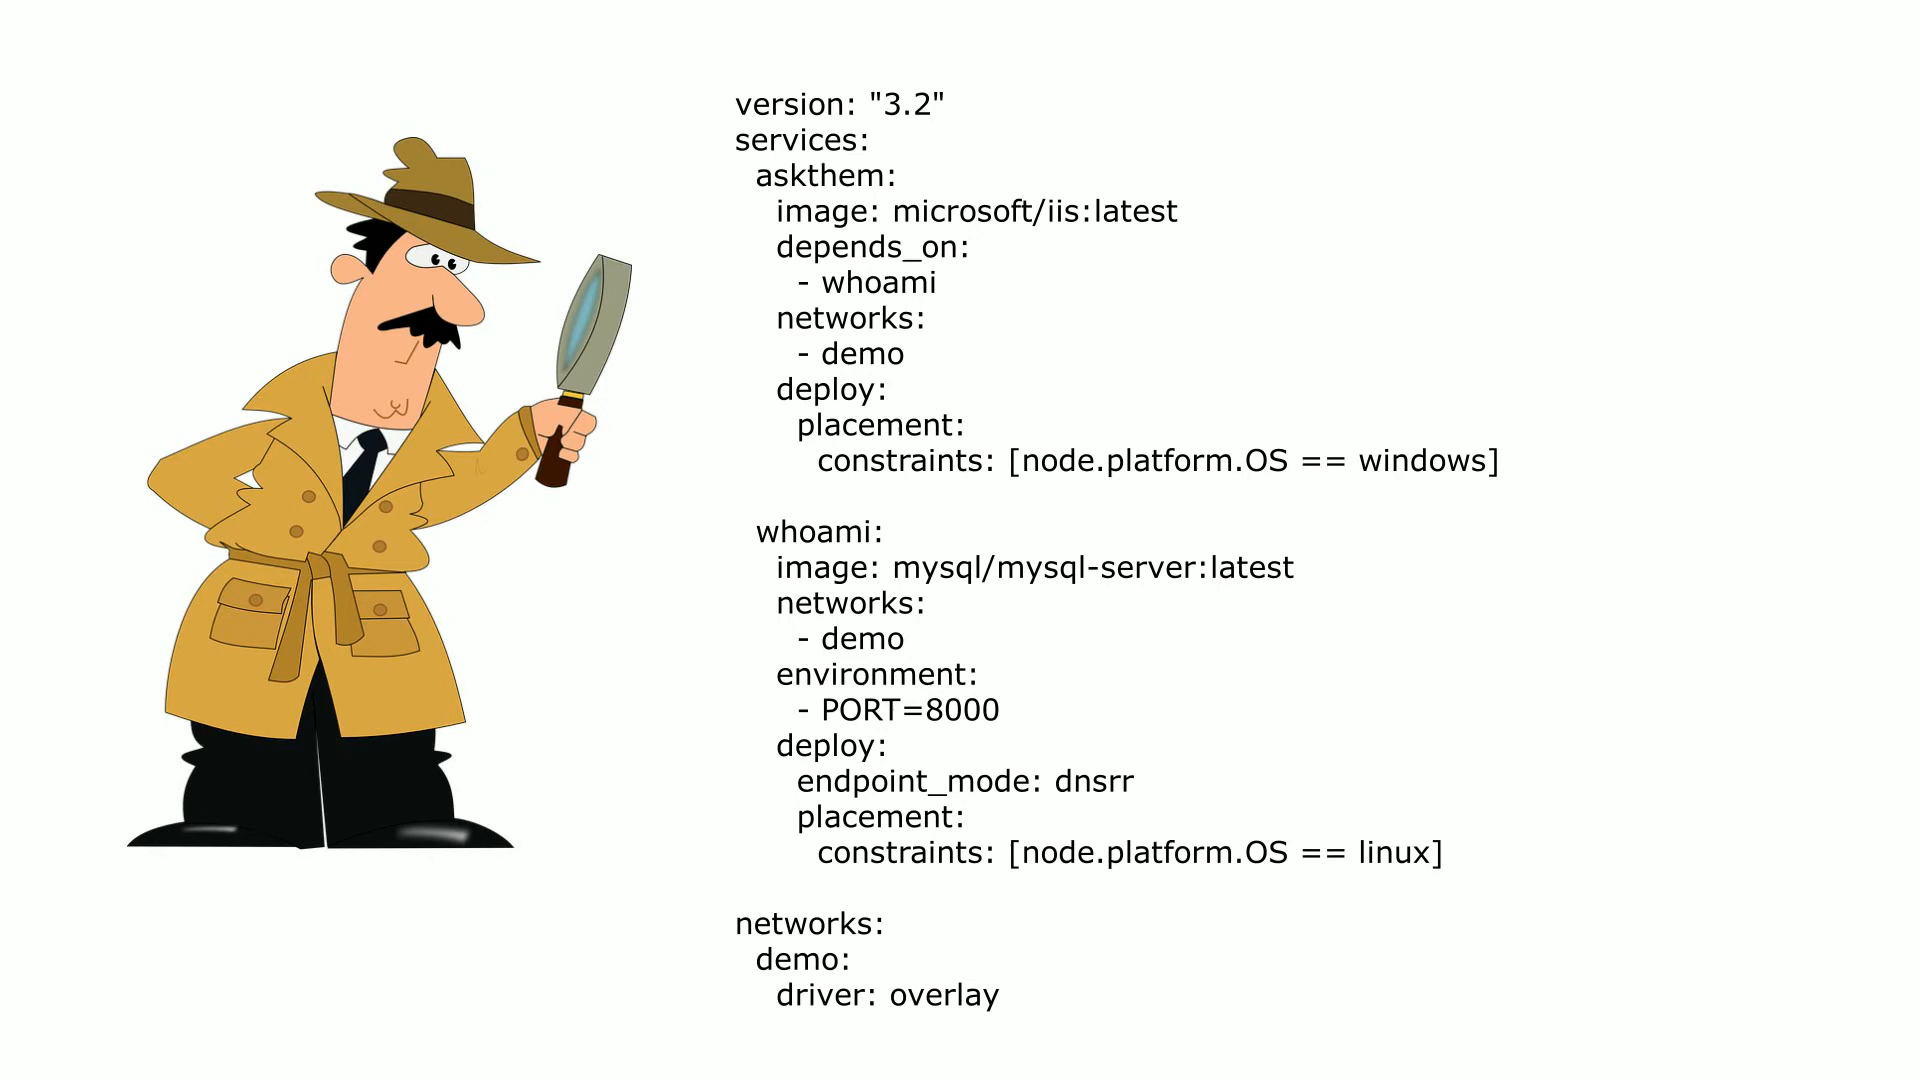 version: "3.2"
services:
  askthem:
    image: microsoft/iis:latest
    depends_on:
      - whoami
    networks:
      - demo
    deploy:
      placement:
        constraints: [node.platform.OS == windows]

  whoami:
    image: mysql/mysql-server:latest
    networks:
      - demo
    environment:
      - PORT=8000
    deploy:
      endpoint_mode: dnsrr
      placement:
        constraints: [node.platform.OS == linux]

networks:
  demo:
    driver: overlay